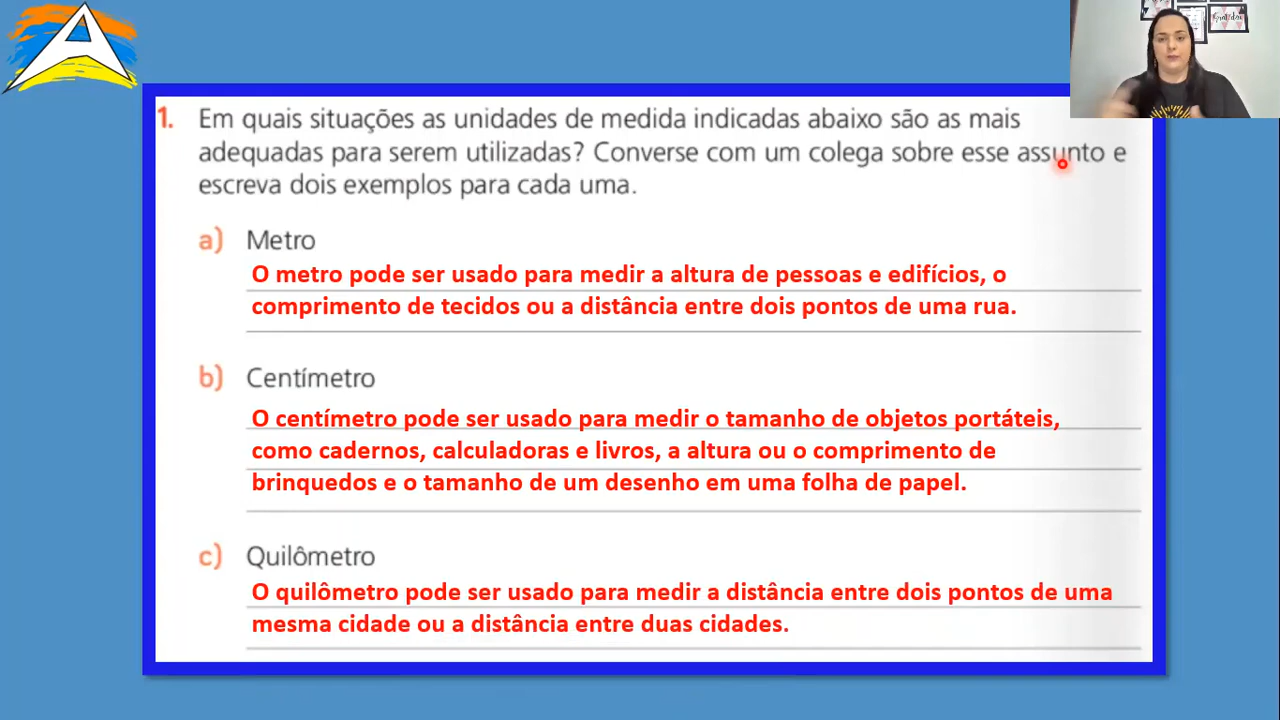 1. Em quais situações as unidades de medida indicadas abaixo são as mais
adequadas para serem utilizadas? Converse com um colega sobre esse assunto e
escreva dois exemplos para cada uma.
a) Metro
O metro pode ser usado para medir a altura de pessoas e edifícios, o
comprimento de tecidos ou a distância entre dois pontos de uma rua.
b) Centímetro
O centímetro pode ser usado para medir o tamanho de objetos portáteis,
como cadernos, calculadoras e livros, a altura ou o comprimento de
brinquedos e o tamanho de um desenho em uma folha de papel.
c) Quilômetro
O quilômetro pode ser usado para medir a distância entre dois pontos de uma
mesma cidade ou a distância entre duas cidades.